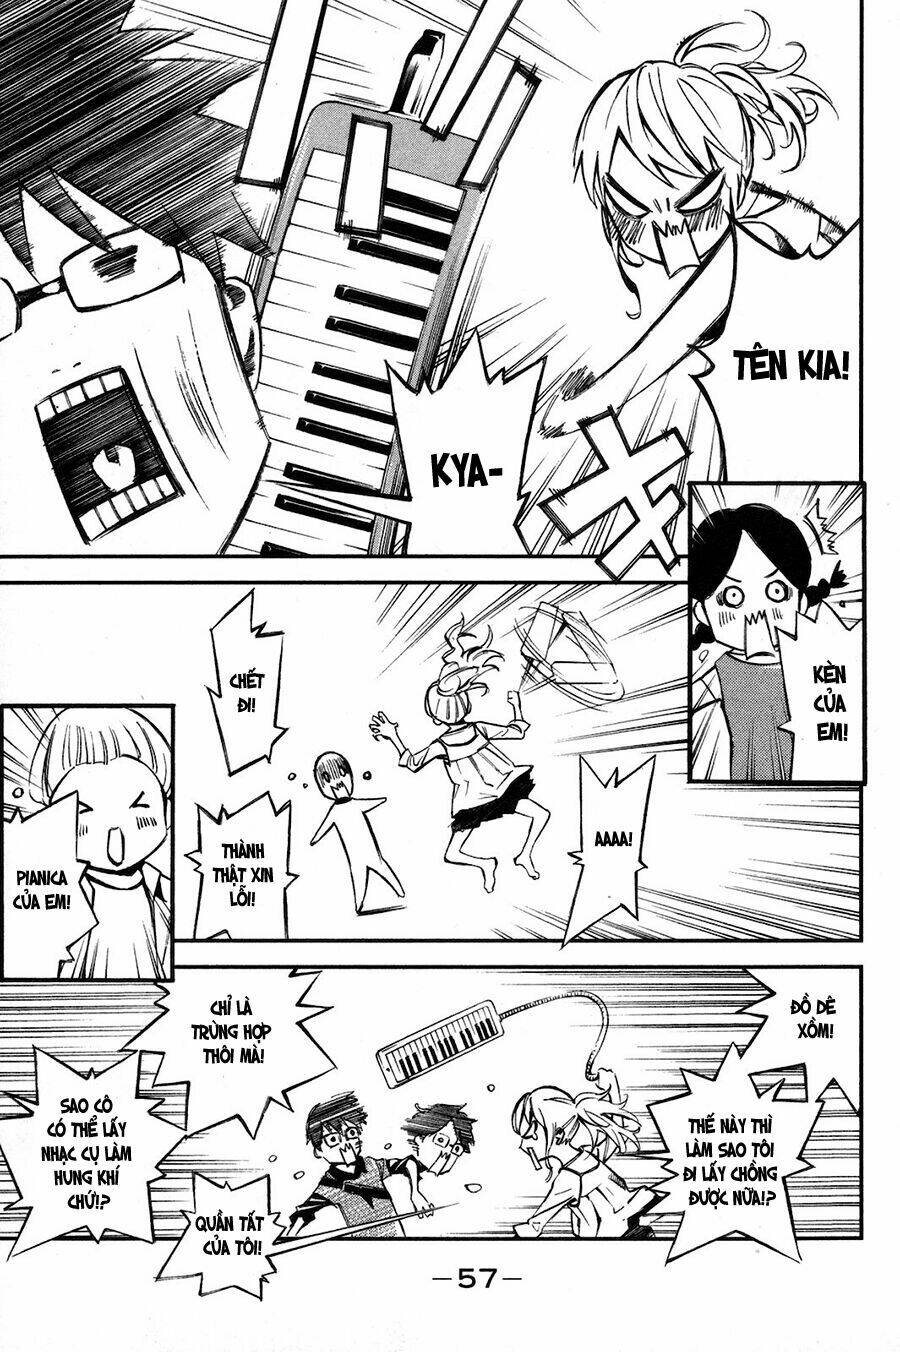 TÊN KIA!
KYA-
キ
KÈN
CỦA
EM!
CHẾT
ĐI!
AAAA!
THÀNH
THẬT XIN
LỖI!
PIANICA
CỦA EM!
ĐỒ DÊ
XỒM!
CHỈ LÀ
TRÙNG HỢP
THÔI MÀ!
THẾ NÀY THÌ
LÀM SAO TÔI
ĐI LẤY CHỒNG
ĐƯỢC NỮA!?
SAO CÔ
CÓ THỂ LẤY
NHẠC CỤ LÀM
HUNG KHÍ
CHỨ!?
QUẦN TẤT
CỦA TÔI!
—57—